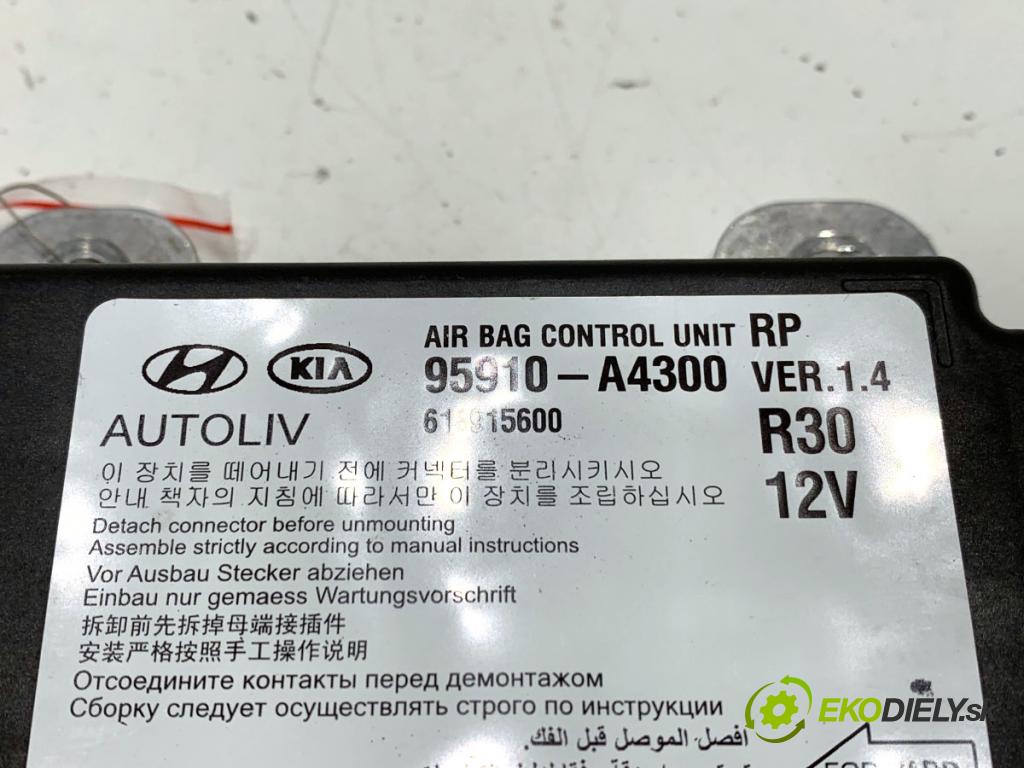 KIA
AIR BAG CONTROL UNIT RP
95910-A4300 VER.1.4
AUTOLIV
R30
12V
이 장치를 떼어내기 전에 커넥터를 분리시키시오
안내 책자의 지침에 따라서만 이 장치를 조립하십시오
Detach connector before unmounting
Assemble strictly according to manual instructions
Vor Ausbau Stecker abziehen
Einbau nur gemaess Wartungsvorschrift
拆卸前先拆掉母端接插件
安装严格按照手工操作说明
Отсоедините контакты перед демонтажом
Сборку следует осуществлять строго по инструкции
أفصل الموصل قبل الفك.
EKODIELY.si